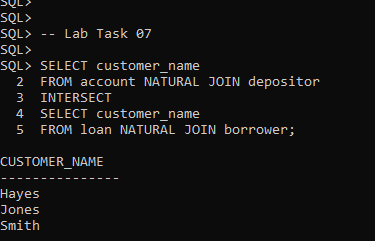 SQL>
SQL>
SQL> -- Lab Task 07
SQL>
SQL> SELECT customer_name
  2  FROM account NATURAL JOIN depositor
  3  INTERSECT
  4  SELECT customer_name
  5  FROM loan NATURAL JOIN borrower;

CUSTOMER_NAME
---------------
Hayes
Jones
Smith